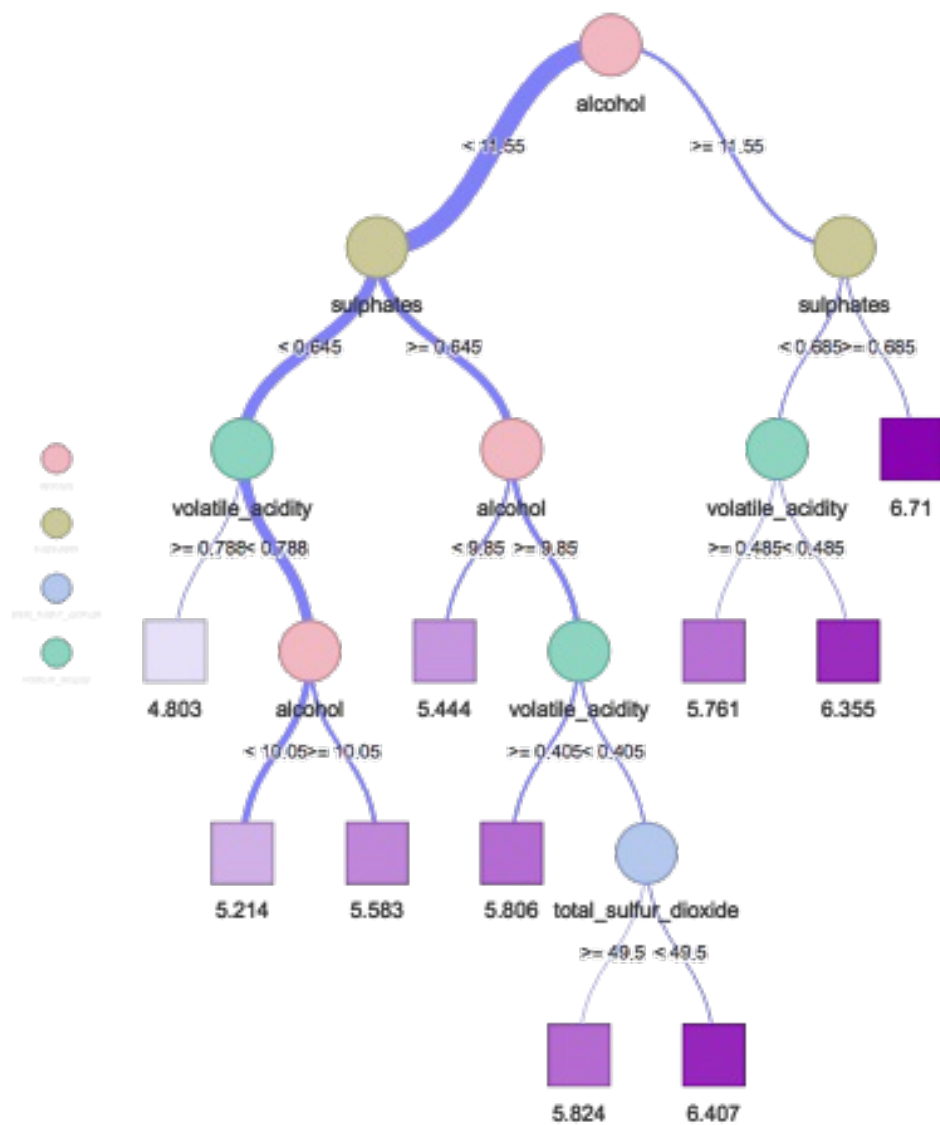 alcohol
< 11.55 >= 11.55
sulphates sulphates
< 0.645 >= 0.645 < 0.685 >= 0.685
volatile_acidity alcohol volatile_acidity 6.71
>= 0.788 < 0.788 < 9.85 >= 9.85 >= 0.485 < 0.485
4.803 alcohol 5.444 volatile_acidity 5.761 6.355
< 10.05 >= 10.05 >= 0.405 < 0.405
5.214 5.583 5.806 total_sulfur_dioxide
>= 49.5 < 49.5
5.824 6.407